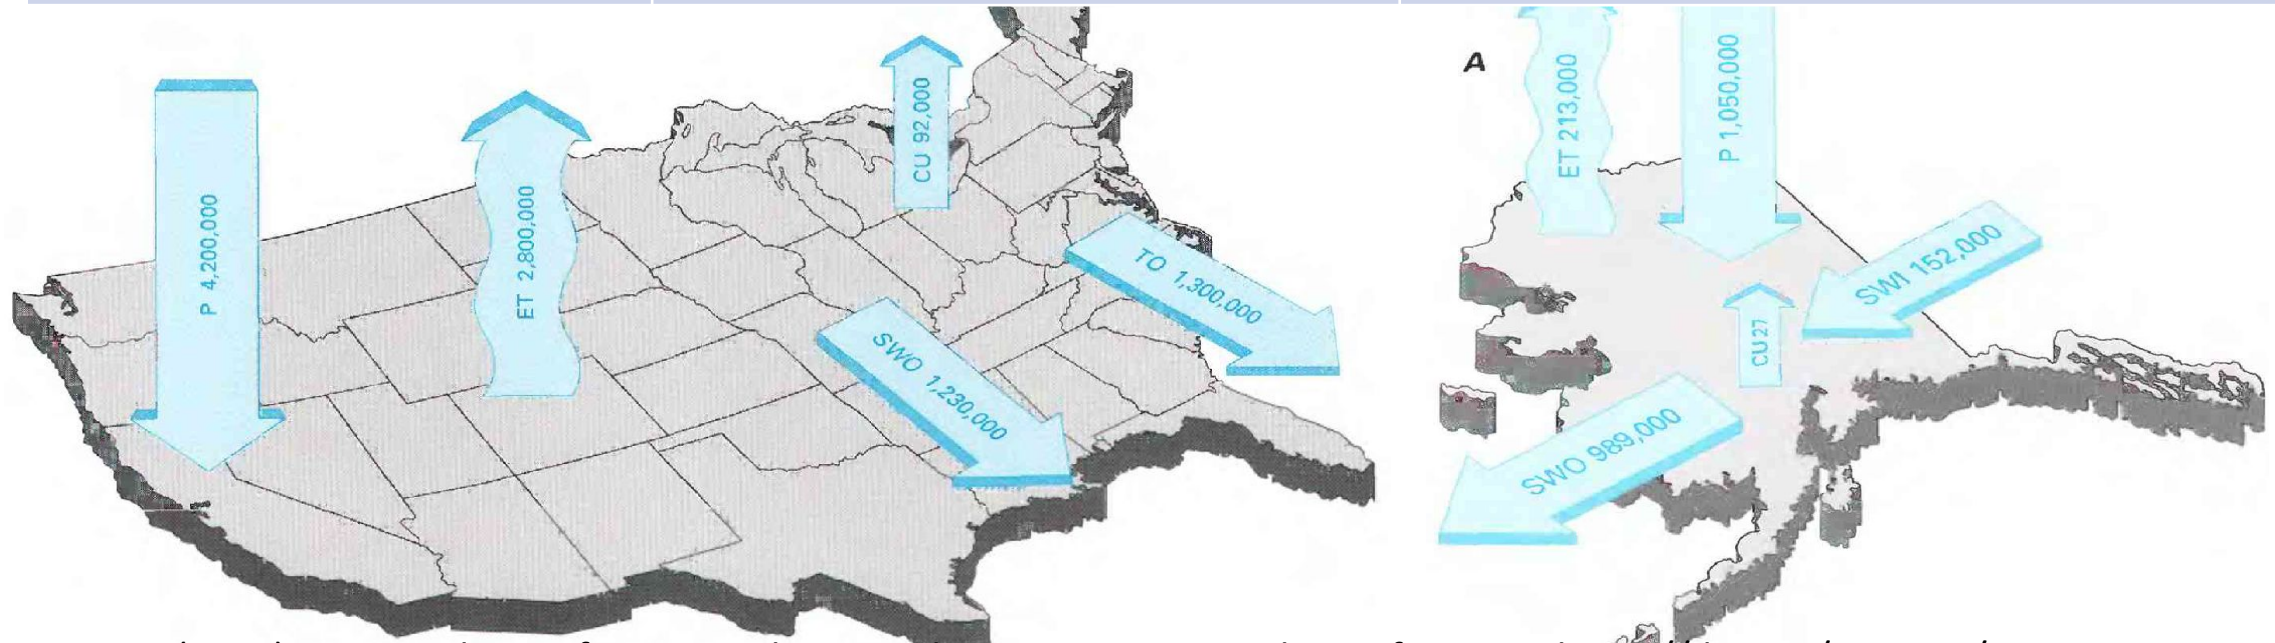 P 4,200,000
ET 2,800,000
CU 92,000
TO 1,300,000
SWO 1,230,000
A
ET 213,000
P 1,050,000
SWI 152,000
CU 27
SWO 989,000